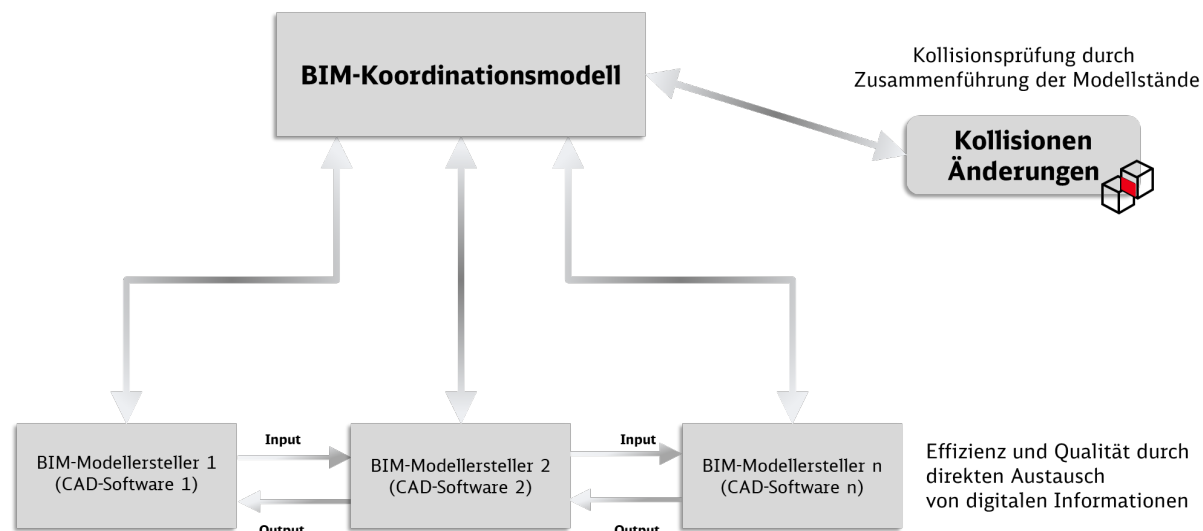 BIM-Koordinationsmodell
Kollisionsprüfung durch
Zusammenführung der Modellstände
Kollisionen
Änderungen
Input
Input
BIM-Modellersteller 1
(CAD-Software 1)
BIM-Modellersteller 2
(CAD-Software 2)
BIM-Modellersteller n
(CAD-Software n)
Effizienz und Qualität durch
direkten Austausch
von digitalen Informationen
Output
Output